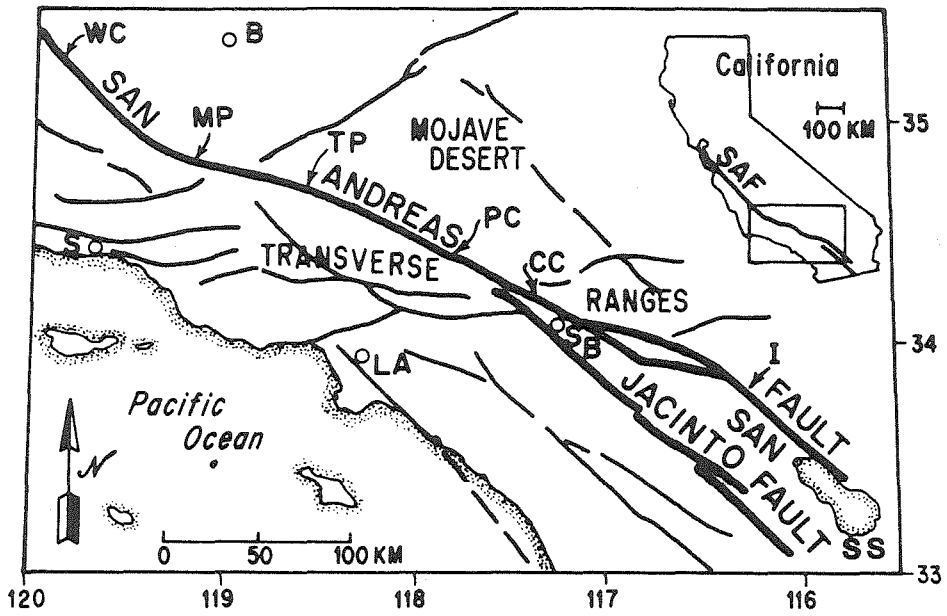 WC
B
California
SAN
MP
100 KM
35
TP
MOJAVE
DESERT
SAF
ANDREAS
PC
S
TRANSVERSE
CC
RANGES
SB
34
LA
I
FAULT
Pacific
Ocean
JACINTO FAULT
SAN
N
SS
0 50 100 KM
33
120 119 118 117 116